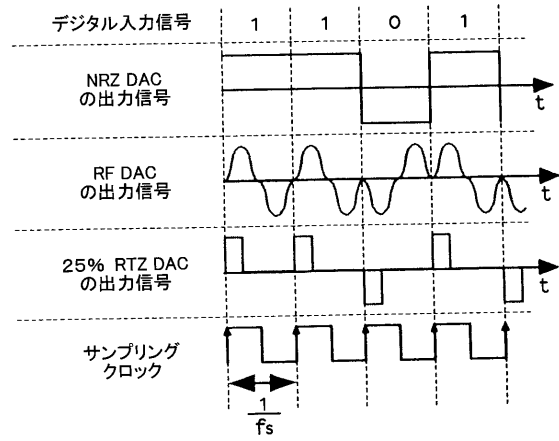 デジタル入力信号 1 1 0 1
NRZ DAC
の出力信号
t
RF DAC
の出力信号
t
25% RTZ DAC
の出力信号
t
サンプリング
クロック
1
fs